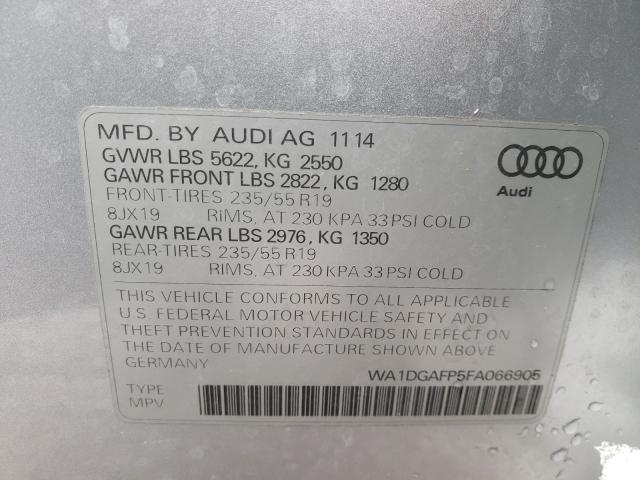 MFD. BY AUDI AG 11 14
GVWR LBS 5622, KG 2550
GAWR FRONT LBS 2822, KG 1280
FRONT-TIRES 235/55 R19
8JX19 RIMS, AT 230 KPA 33 PSI COLD
GAWR REAR LBS 2976, KG 1350
REAR-TIRES 235/55 R19
8JX19 RIMS, AT 230 KPA 33 PSI COLD
Audi
THIS VEHICLE CONFORMS TO ALL APPLICABLE
U.S. FEDERAL MOTOR VEHICLE SAFETY AND
THEFT PREVENTION STANDARDS IN EFFECT ON
THE DATE OF MANUFACTURE SHOWN ABOVE
GERMANY
WA1DGAFP5FA066905
TYPE
MPV